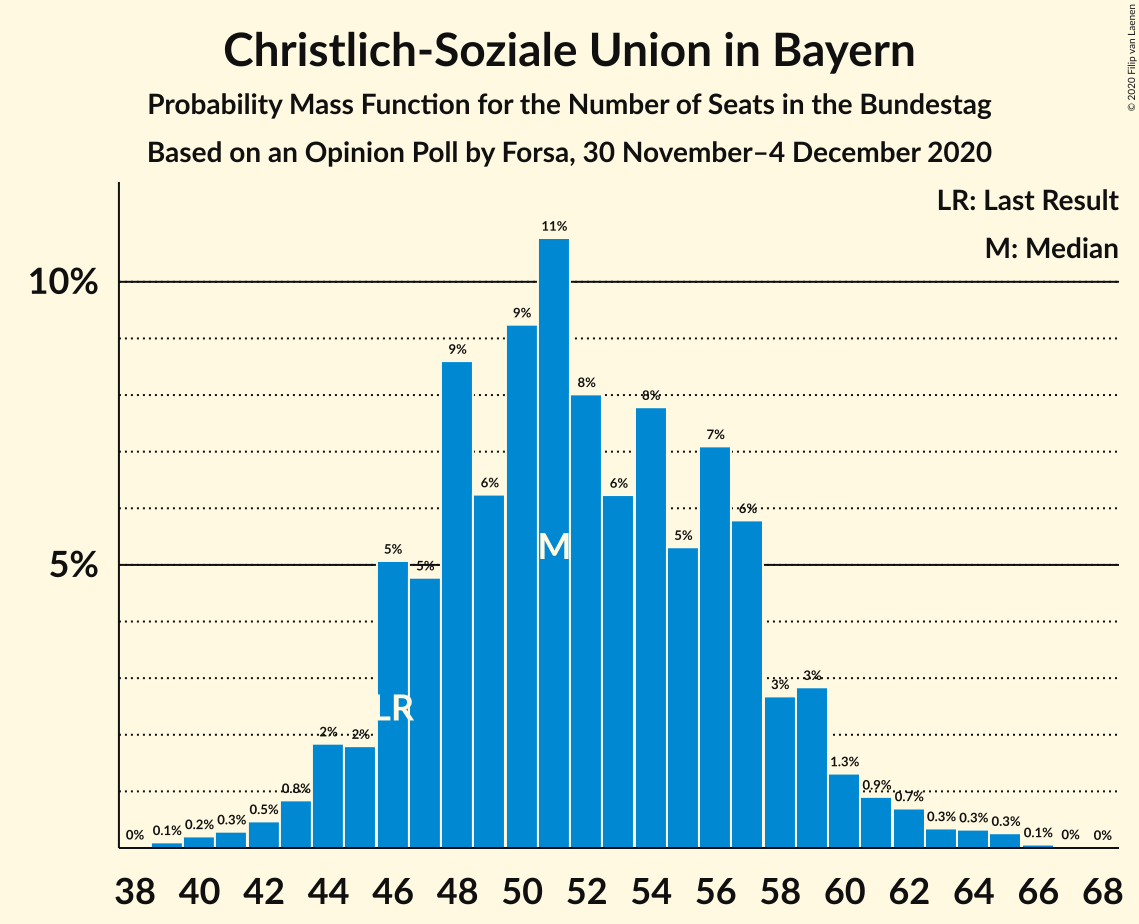 Christlich-Soziale Union in Bayern
Probability Mass Function for the Number of Seats in the Bundestag
Based on an Opinion Poll by Forsa, 30 November–4 December 2020
© 2020 Filip van Laenen
LR: Last Result
M: Median
10%
5%
0% 0.1% 0.2% 0.3% 0.5% 0.8% 2% 2% 5% 5% 9% 6% 9% 11% 8% 6% 8% 5% 7% 6% 3% 3% 1.3% 0.9% 0.7% 0.3% 0.3% 0.3% 0.1% 0% 0%
M
LR
38 40 42 44 46 48 50 52 54 56 58 60 62 64 66 68